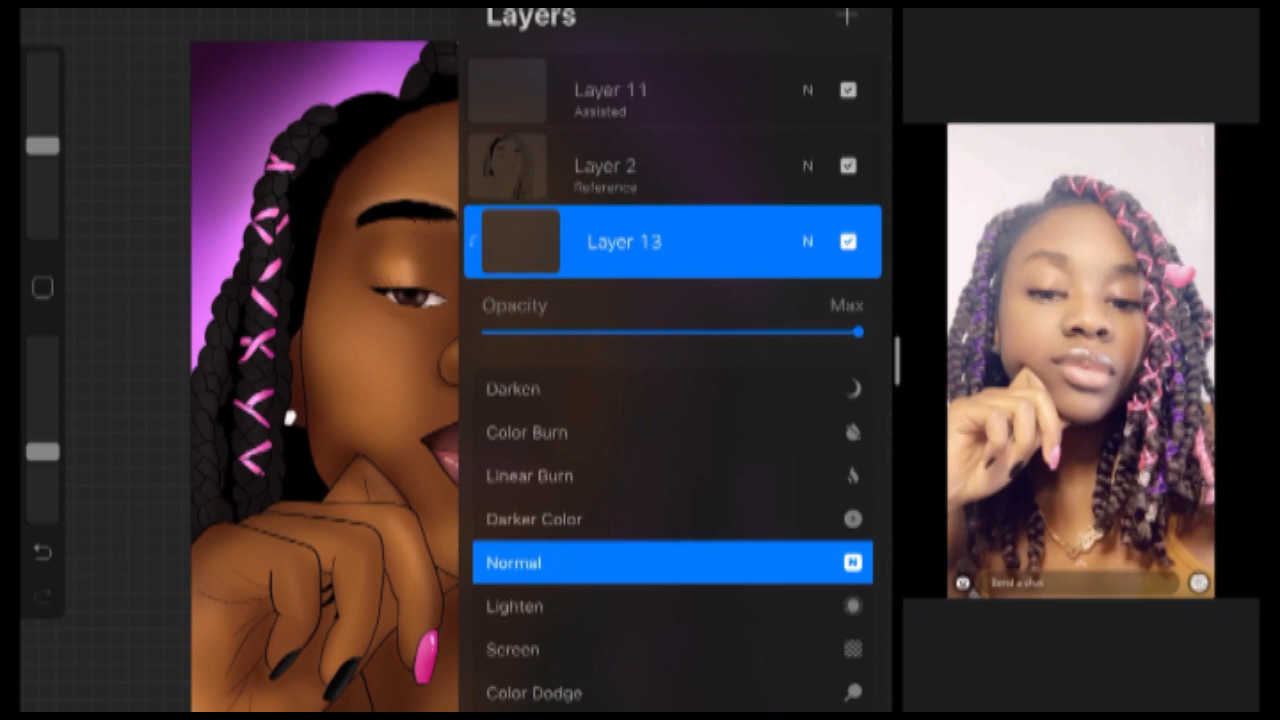 Layers
Layer 11
N
Assisted
Layer 2
N
Reference
Layer 13
N
Opacity
Max
Darken
Color Burn
Linear Burn
Darker Color
Normal
N
Lighten
Screen
Color Dodge